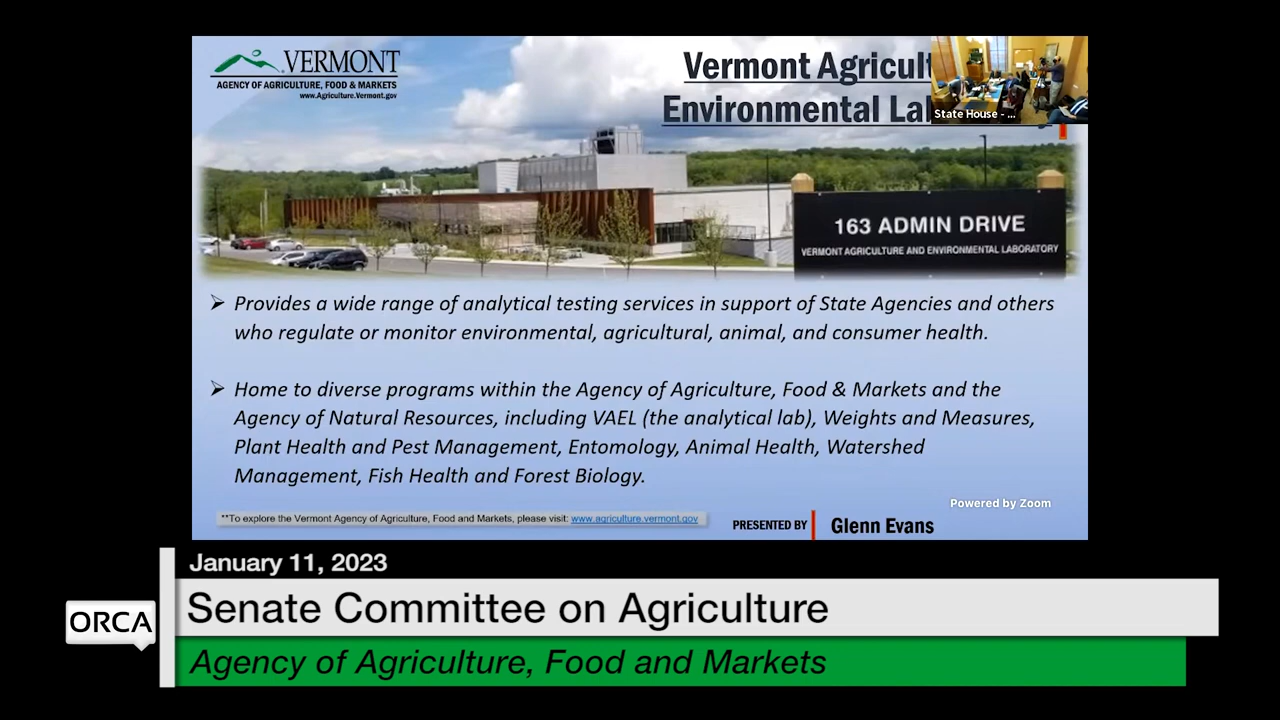 VERMONT
AGENCY OF AGRICULTURE, FOOD & MARKETS
www.Agriculture.Vermont.gov
Vermont Agricult
Environmental La
State House - ...
163 ADMIN DRIVE
VERMONT AGRICULTURE AND ENVIRONMENTAL LABORATORY
➢ Provides a wide range of analytical testing services in support of State Agencies and others
who regulate or monitor environmental, agricultural, animal, and consumer health.
➢ Home to diverse programs within the Agency of Agriculture, Food & Markets and the
Agency of Natural Resources, including VAEL (the analytical lab), Weights and Measures,
Plant Health and Pest Management, Entomology, Animal Health, Watershed
Management, Fish Health and Forest Biology.
Powered by Zoom
**To explore the Vermont Agency of Agriculture, Food and Markets, please visit: www.agriculture.vermont.gov
PRESENTED BY Glenn Evans
January 11, 2023
ORCA
Senate Committee on Agriculture
Agency of Agriculture, Food and Markets